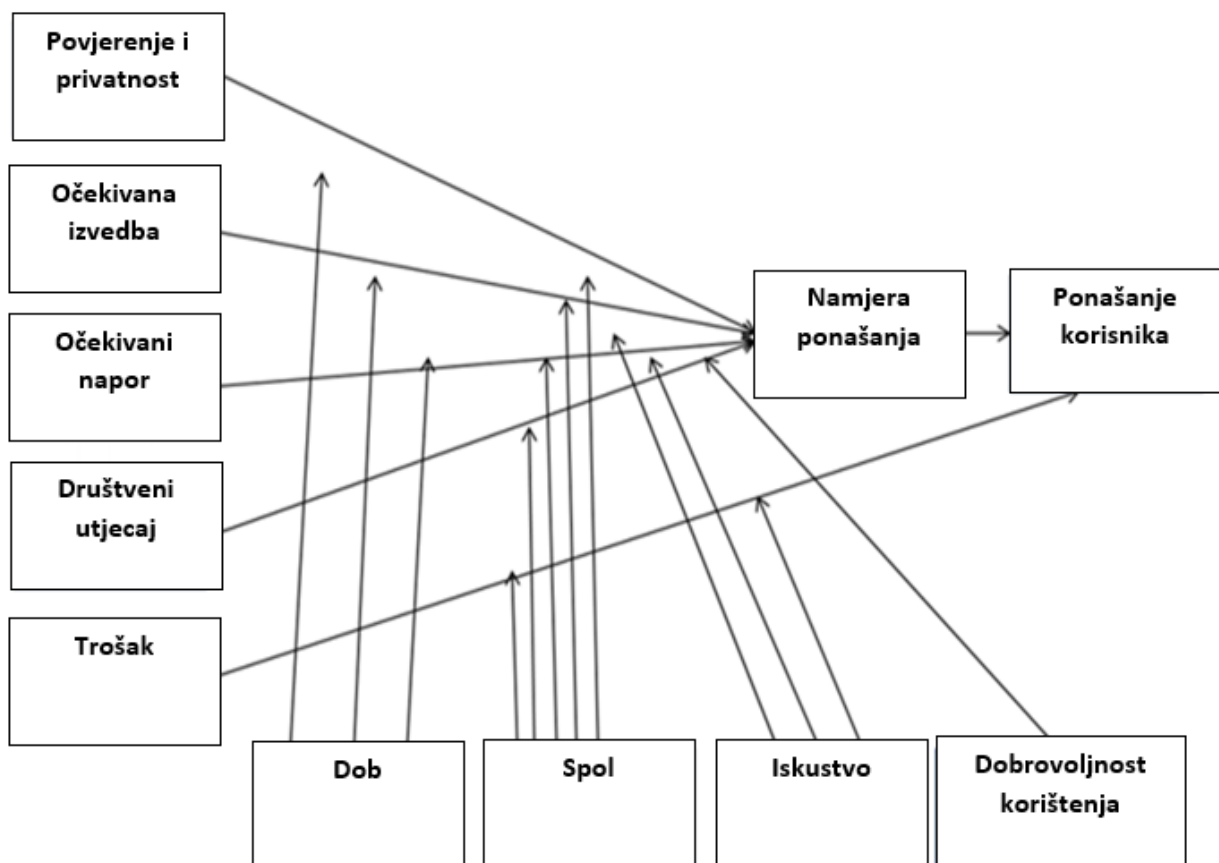 Povjerenje i
privatnost
Očekivana
izvedba
Očekivani
napor
Društveni
utjecaj
Trošak
Namjera
ponašanja
Ponašanje
korisnika
Dob
Spol
Iskustvo
Dobrovoljnost
korištenja